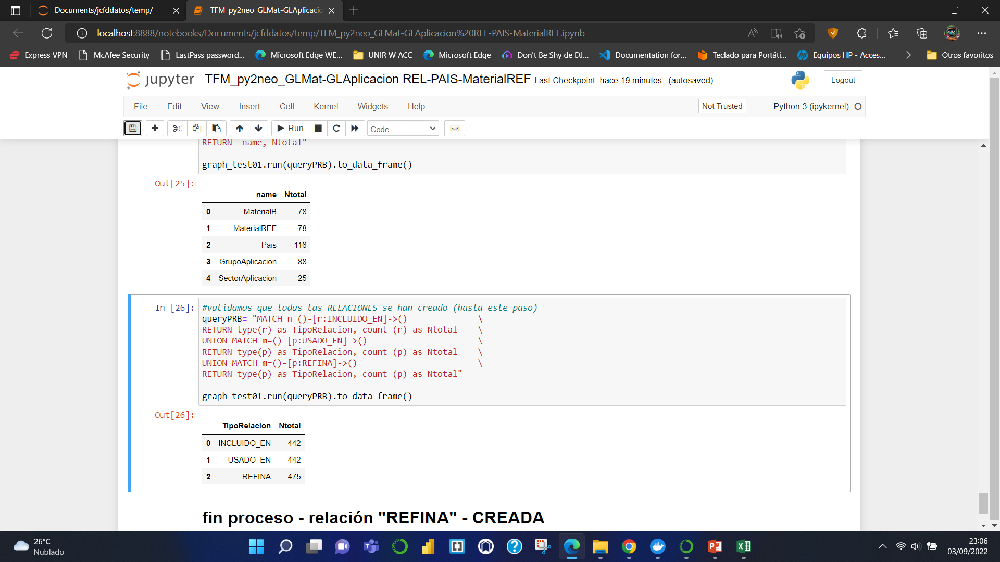 Documents/jcfddatos/temp/
TFM_py2neo_GLMat-GLAplicacio
localhost:8888/notebooks/Documents/jcfddatos/temp/TFM_py2neo_GLMat-GLAplicacion%20REL-PAIS-MaterialREF.ipynb
Express VPN
McAfee Security
LastPass password...
Microsoft Edge WE...
UNIR W ACC
Microsoft Edge
Don't Be Shy de DJ...
Documentation for...
Teclado para Portáti...
Equipos HP - Acces...
Otros favoritos
jupyter TFM_py2neo_GLMat-GLAplicacion REL-PAIS-MaterialREF Last Checkpoint: hace 19 minutos (autosaved)
Logout
File Edit View Insert Cell Kernel Widgets Help
Not Trusted
Python 3 (ipykernel)
Run
Code
RETURN  name, Ntotal"
graph_test01.run(queryPRB).to_data_frame()
Out[25]:
name Ntotal
0 MaterialB 78
1 MaterialREF 78
2 Pais 116
3 GrupoAplicacion 88
4 SectorAplicacion 25
In [26]:
#validamos que todas las RELACIONES se han creado (hasta este paso)
queryPRB= "MATCH n=()-[r:INCLUIDO_EN]->() \
RETURN type(r) as TipoRelacion, count (r) as Ntotal \
UNION MATCH m=()-[p:USADO_EN]->() \
RETURN type(p) as TipoRelacion, count (p) as Ntotal \
UNION MATCH m=()-[p:REFINA]->() \
RETURN type(p) as TipoRelacion, count (p) as Ntotal"
graph_test01.run(queryPRB).to_data_frame()
Out[26]:
TipoRelacion Ntotal
0 INCLUIDO_EN 442
1 USADO_EN 442
2 REFINA 475
fin proceso - relación "REFINA" - CREADA
26°C
Nublado
23:06
03/09/2022